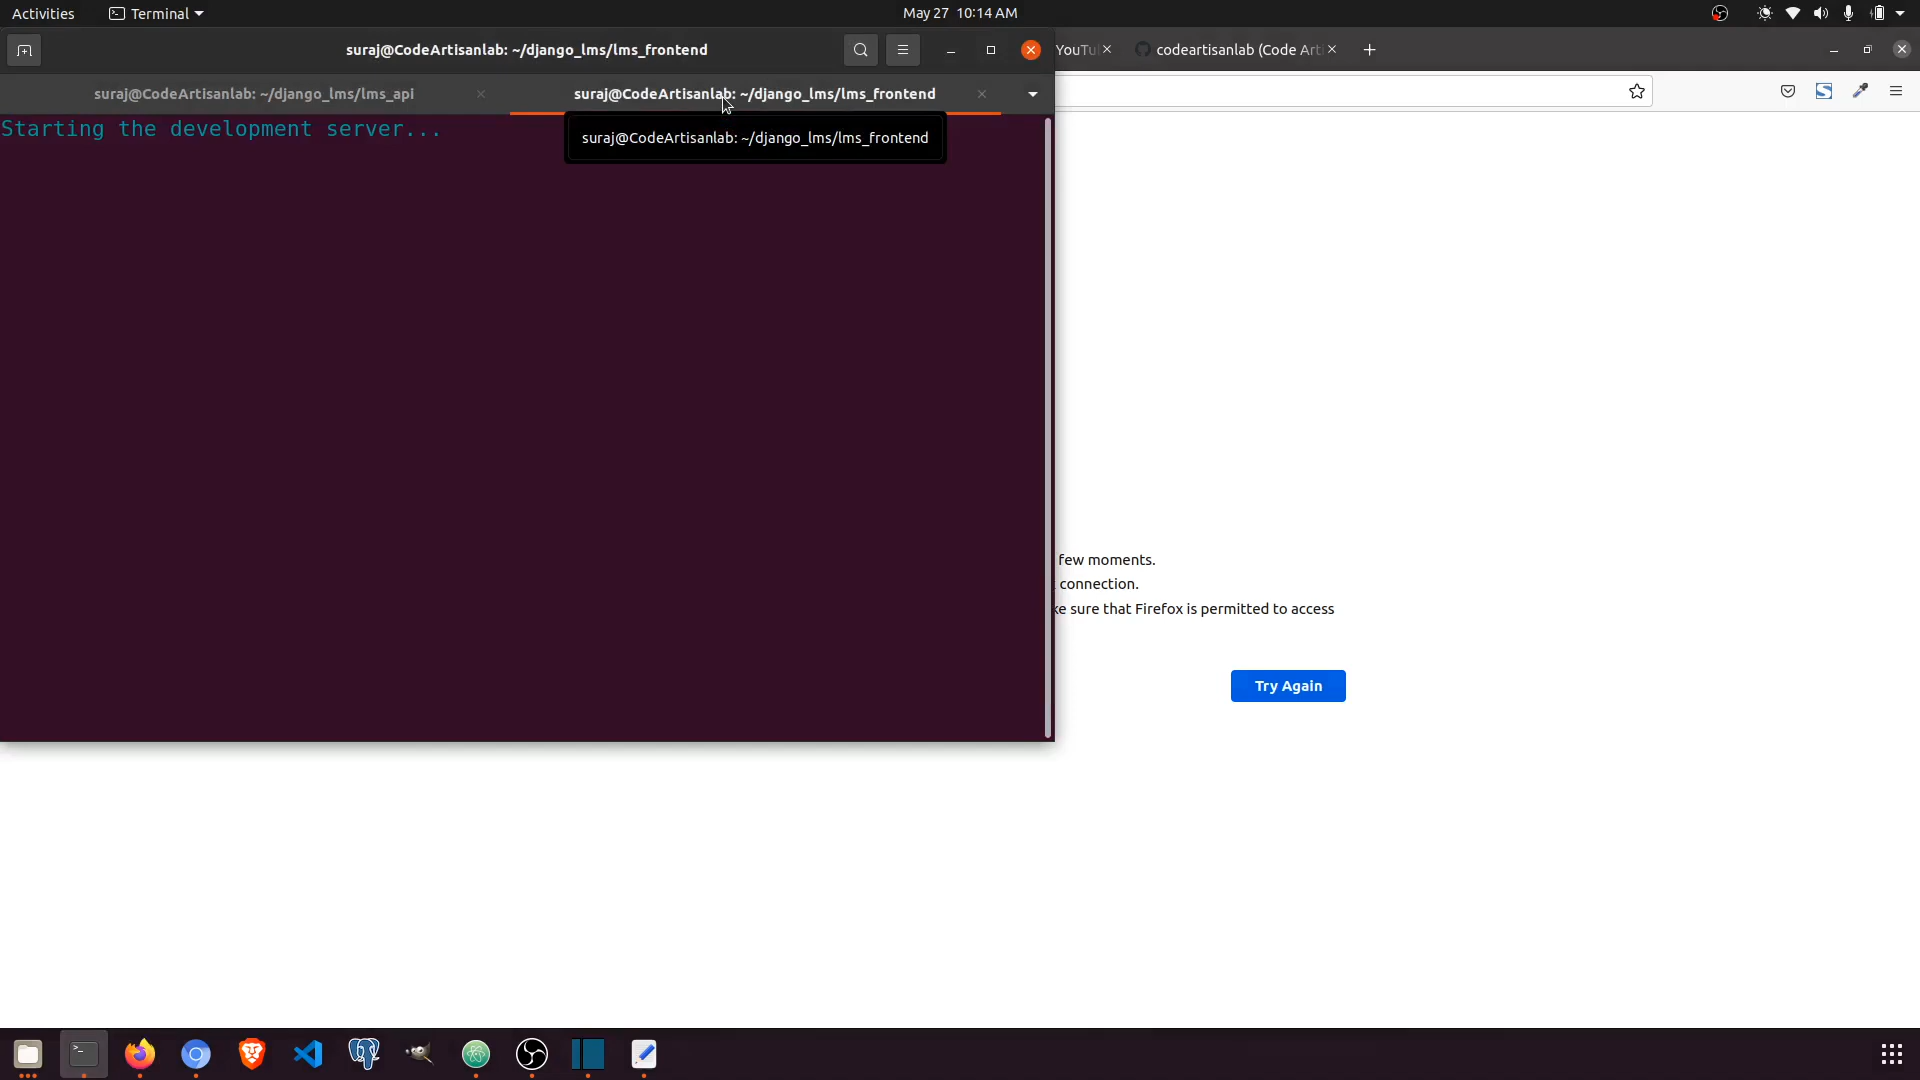 Activities
Terminal
May 27 10:14 AM
suraj@CodeArtisanlab: ~/django_lms/lms_frontend
YouTu
codeartisanlab (Code Art
suraj@CodeArtisanlab: ~/django_lms/lms_api
suraj@CodeArtisanlab: ~/django_lms/lms_frontend
Starting the development server...
suraj@CodeArtisanlab: ~/django_lms/lms_frontend
few moments.
connection.
ke sure that Firefox is permitted to access
Try Again